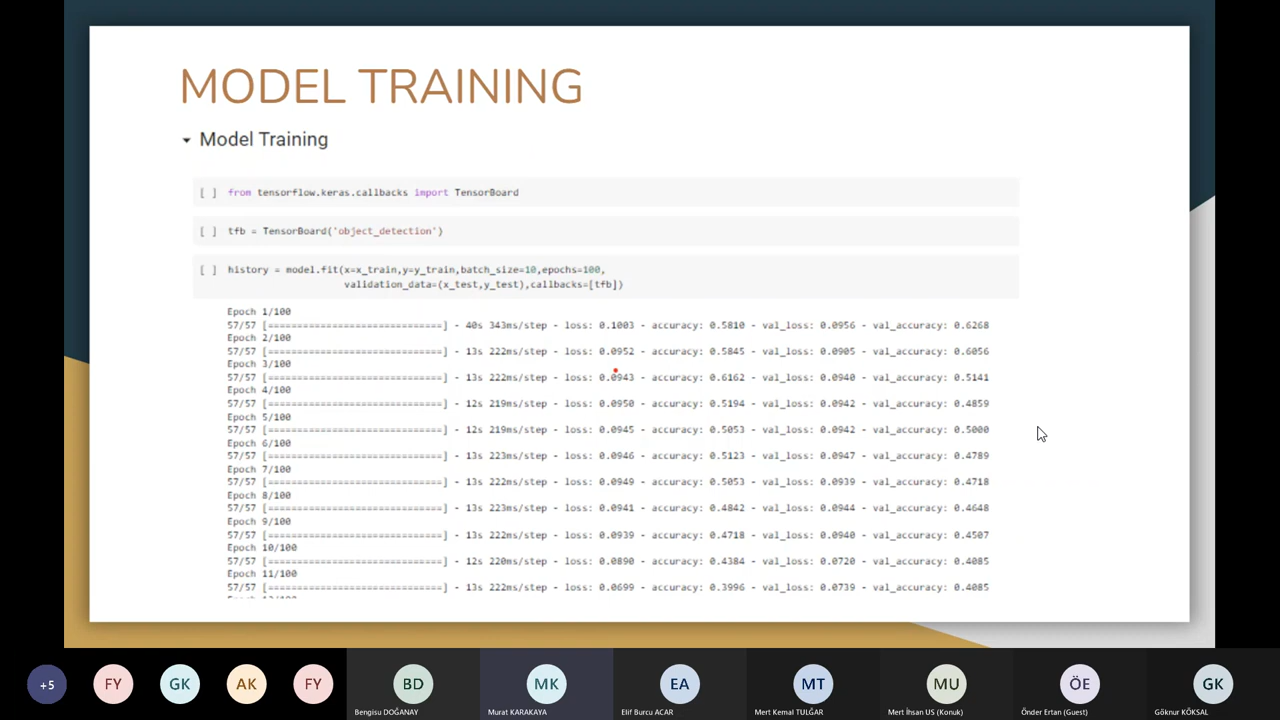 MODEL TRAINING
Model Training
[ ] from tensorflow.keras.callbacks import TensorBoard
[ ] tfb = TensorBoard('object_detection')
[ ] history = model.fit(x=x_train,y=y_train,batch_size=10,epochs=100,
validation_data=(x_test,y_test),callbacks=[tfb])
Epoch 1/100
57/57 [==============================] - 40s 343ms/step - loss: 0.1003 - accuracy: 0.5810 - val_loss: 0.0956 - val_accuracy: 0.6268
Epoch 2/100
57/57 [==============================] - 13s 222ms/step - loss: 0.0952 - accuracy: 0.5845 - val_loss: 0.0905 - val_accuracy: 0.6056
Epoch 3/100
57/57 [==============================] - 13s 222ms/step - loss: 0.0943 - accuracy: 0.6162 - val_loss: 0.0940 - val_accuracy: 0.5141
Epoch 4/100
57/57 [==============================] - 12s 219ms/step - loss: 0.0950 - accuracy: 0.5194 - val_loss: 0.0942 - val_accuracy: 0.4859
Epoch 5/100
57/57 [==============================] - 12s 219ms/step - loss: 0.0945 - accuracy: 0.5053 - val_loss: 0.0942 - val_accuracy: 0.5000
Epoch 6/100
57/57 [==============================] - 13s 223ms/step - loss: 0.0946 - accuracy: 0.5123 - val_loss: 0.0947 - val_accuracy: 0.4789
Epoch 7/100
57/57 [==============================] - 13s 222ms/step - loss: 0.0949 - accuracy: 0.5053 - val_loss: 0.0939 - val_accuracy: 0.4718
Epoch 8/100
57/57 [==============================] - 13s 223ms/step - loss: 0.0941 - accuracy: 0.4842 - val_loss: 0.0944 - val_accuracy: 0.4648
Epoch 9/100
57/57 [==============================] - 13s 222ms/step - loss: 0.0939 - accuracy: 0.4718 - val_loss: 0.0940 - val_accuracy: 0.4507
Epoch 10/100
57/57 [==============================] - 12s 220ms/step - loss: 0.0890 - accuracy: 0.4384 - val_loss: 0.0720 - val_accuracy: 0.4085
Epoch 11/100
57/57 [==============================] - 13s 222ms/step - loss: 0.0699 - accuracy: 0.3996 - val_loss: 0.0739 - val_accuracy: 0.4085
+5 FY GK AK FY BD MK EA MT MU ÖE GK
Bengisu DOĞANAY Murat KARAKAYA Elif Burcu ACAR Mert Kemal TULĞAR Mert İhsan US (Konuk) Önder Ertan (Guest) Göknur KÖKSAL